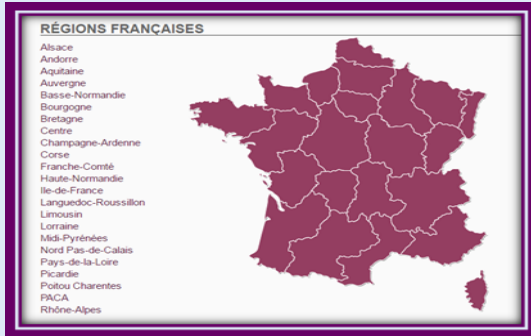 RÉGIONS FRANÇAISES
Alsace
Andorre
Aquitaine
Auvergne
Basse-Normandie
Bourgogne
Bretagne
Centre
Champagne-Ardenne
Corse
Franche-Comté
Haute-Normandie
Ile-de-France
Languedoc-Roussillon
Limousin
Lorraine
Midi-Pyrénées
Nord Pas-de-Calais
Pays-de-la-Loire
Picardie
Poitou Charentes
PACA
Rhône-Alpes